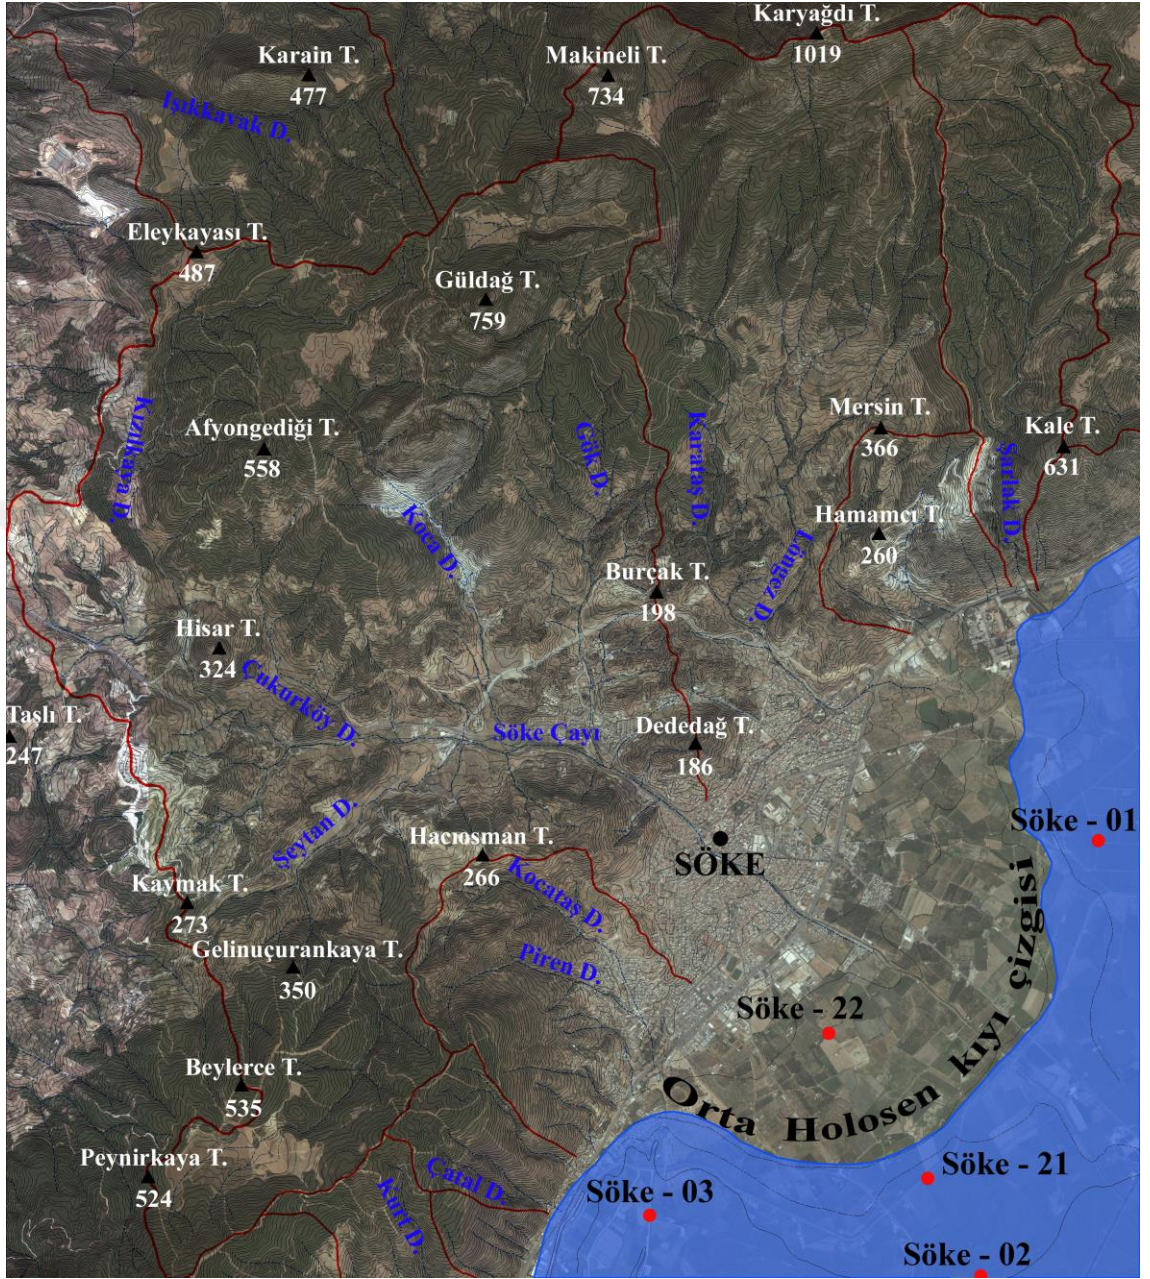 Karyağdı T.
1019
Karain T.
477
Makineli T.
734
Işıkkayak D.
Eleykayası T.
487
Güldağ T.
759
Kızılkaya D.
Afyongediği T.
558
Gök D.
Karataş D.
Mersin T.
366
Kale T.
631
Şarlak D.
Koca D.
Hamamcı T.
260
Löngez D.
Burçak T.
198
Hisar T.
324
Çukurköy D.
Taslı T.
247
Söke Çayı
Dededağ T.
186
Şeytan D.
Hacıosman T.
266
Kocataş D.
SÖKE
Söke - 01
Kaymak T.
273
Gelinuçurankaya T.
350
Piren D.
Söke - 22
Orta Holosen kıyı çizgisi
Beylerce T.
535
Peynirkaya T.
524
Çatal D.
Kurt D.
Söke - 03
Söke - 21
Söke - 02